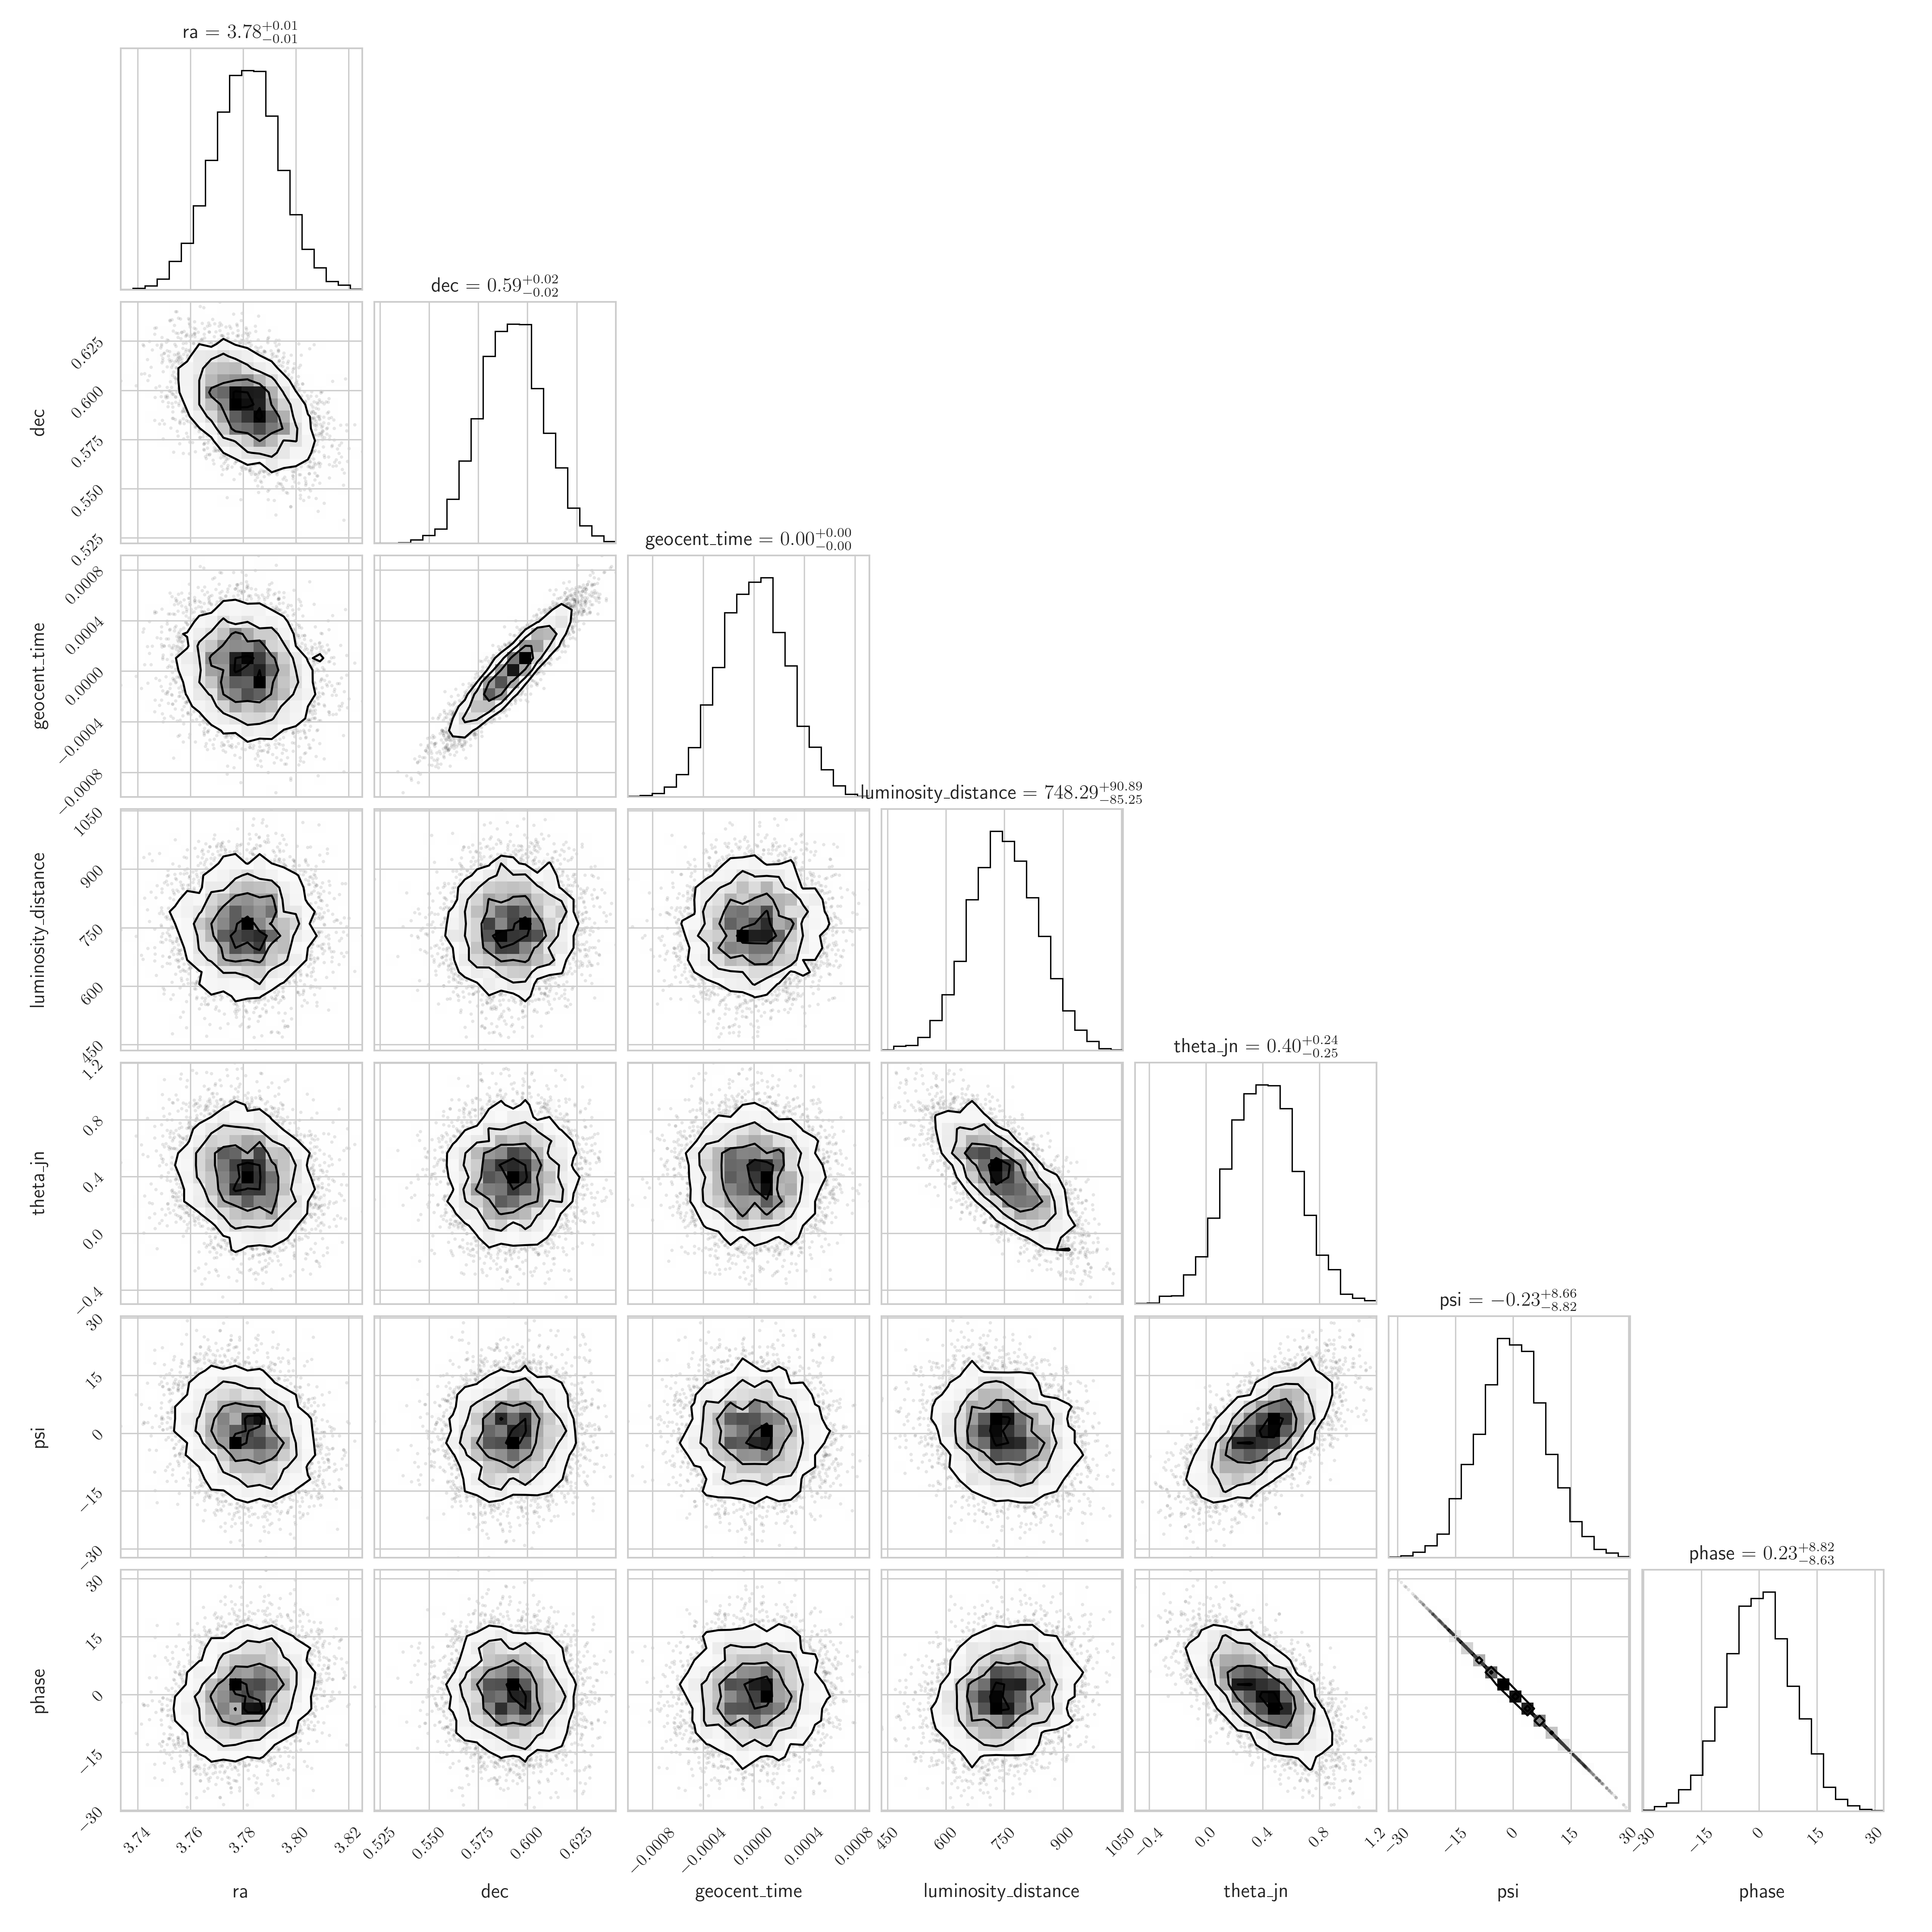 ra = 3.78+0.01−0.01
dec = 0.59+0.02−0.02
dec
0.625
0.600
0.575
0.550
0.525
geocent_time = 0.00+0.00−0.00
geocent_time
0.0008
0.0004
0.0000
−0.0004
−0.0008
luminosity_distance = 748.29+90.89−85.25
luminosity_distance
1050
900
750
600
450
theta_jn = 0.40+0.24−0.25
theta_jn
1.2
0.8
0.4
0.0
−0.4
psi = −0.23+8.66−8.82
psi
30
15
0
−15
−30
phase = 0.23+8.82−8.63
phase
30
15
0
−15
−30
3.74 3.76 3.78 3.80 3.82 0.525 0.550 0.575 0.600 0.625 −0.0008 −0.0004 0.0000 0.0004 0.0008 450 600 750 900 1050 −0.4 0.0 0.4 0.8 1.2 −30 −15 0 15 30 −30 −15 0 15 30
ra dec geocent_time luminosity_distance theta_jn psi phase